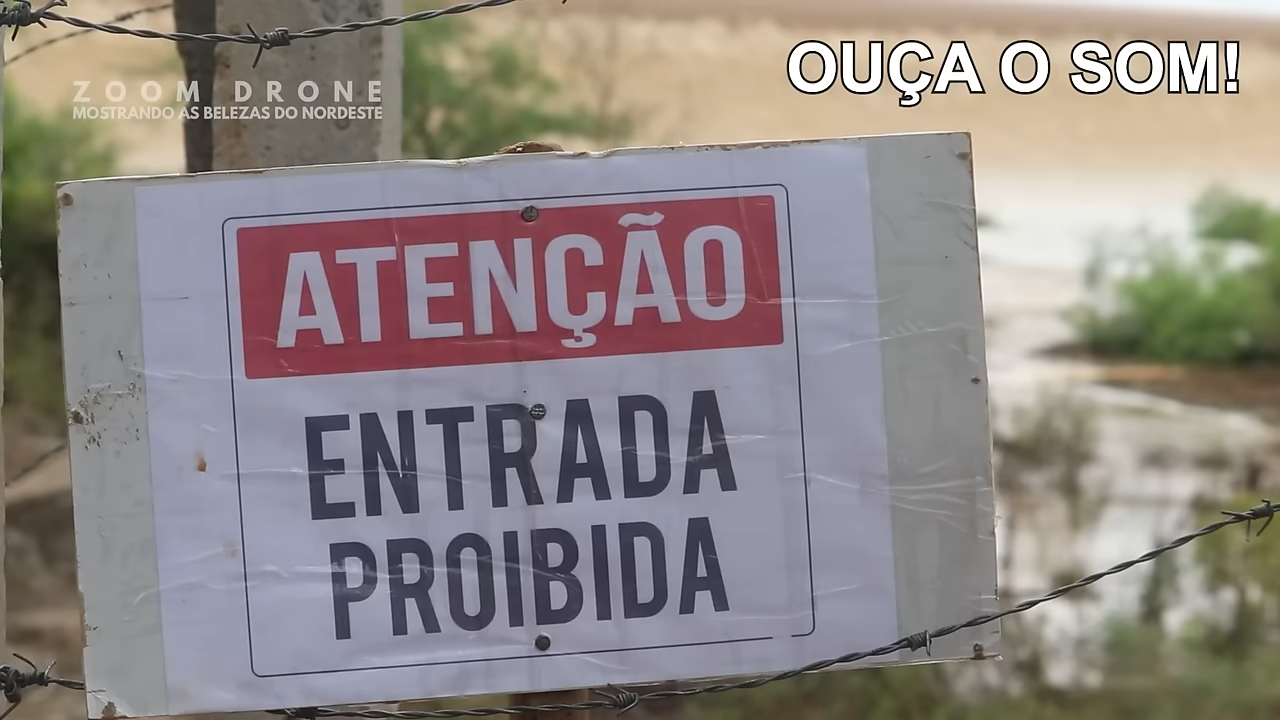 OUÇA O SOM!
ZOOM DRONE
MOSTRANDO AS BELEZAS DO NORDESTE
ATENÇÃO
ENTRADA
PROIBIDA